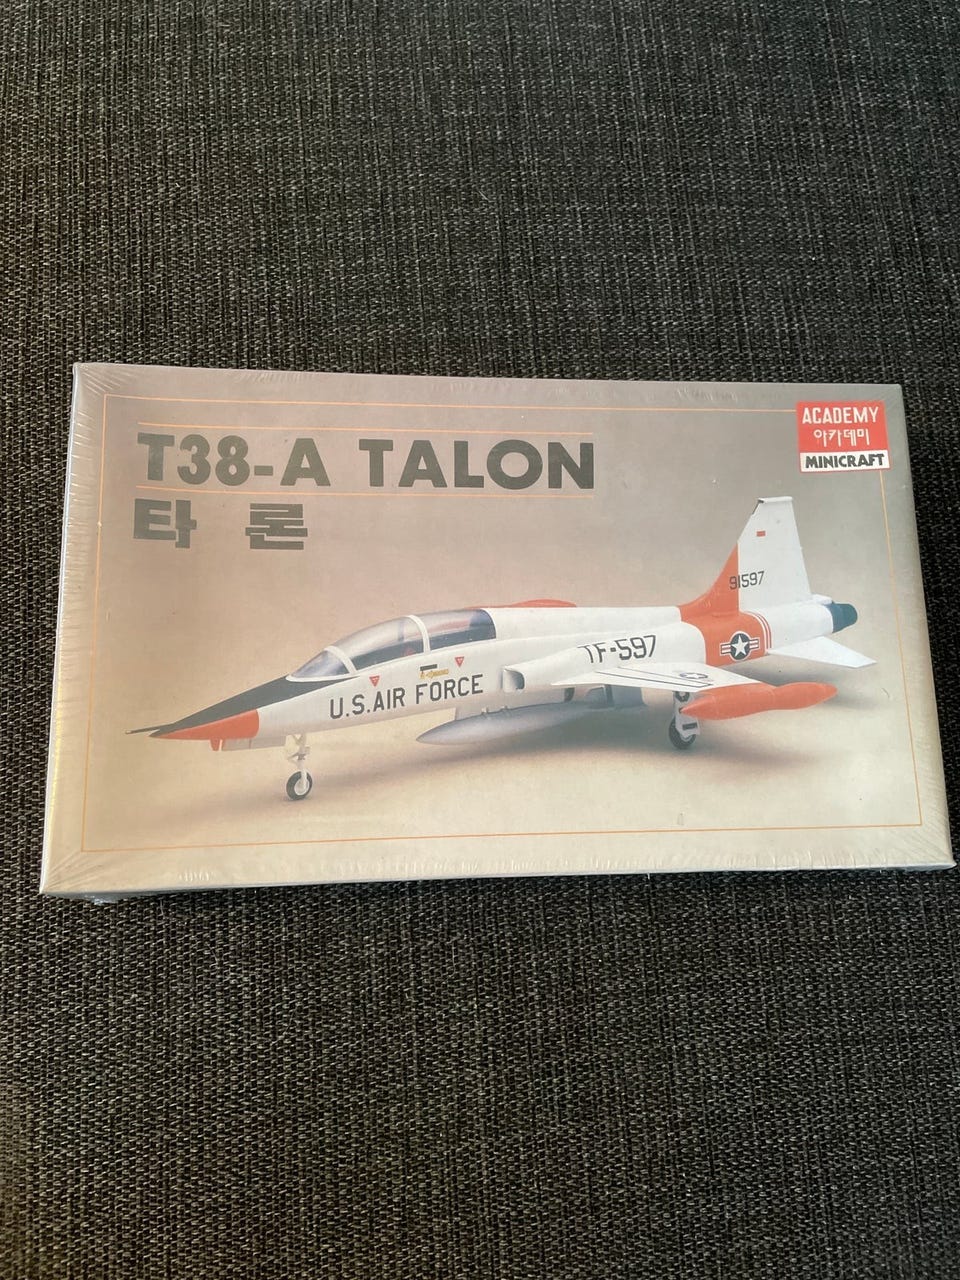 T38-A TALON
타 론
ACADEMY
아카데미
MINICRAFT
91597
TF-597
U.S.AIR FORCE